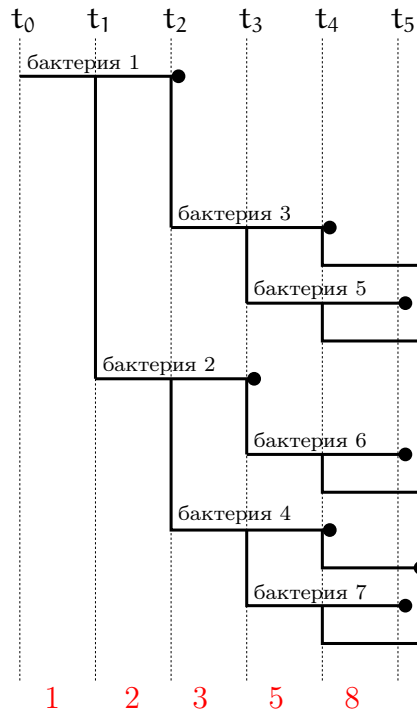 t₀ t₁ t₂ t₃ t₄ t₅
бактерия 1
бактерия 3
бактерия 5
бактерия 2
бактерия 6
бактерия 4
бактерия 7
1 2 3 5 8